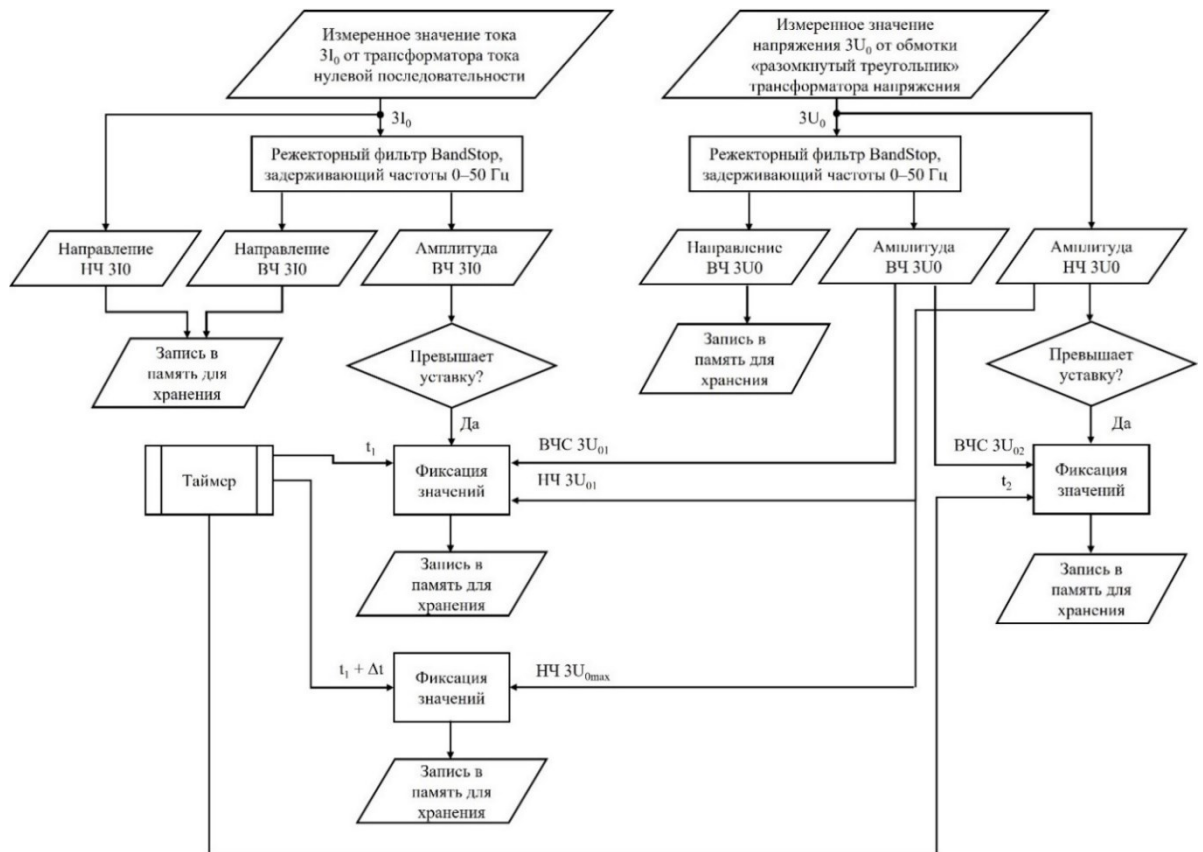 Измеренное значение тока
3I₀ от трансформатора тока
нулевой последовательности
Измеренное значение
напряжения 3U₀ от обмотки
«разомкнутый треугольник»
трансформатора напряжения
3I₀
3U₀
Режекторный фильтр BandStop,
задерживающий частоты 0–50 Гц
Режекторный фильтр BandStop,
задерживающий частоты 0–50 Гц
Направление
НЧ 3I0
Направление
ВЧ 3I0
Амплитуда
ВЧ 3I0
Направление
ВЧ 3U0
Амплитуда
ВЧ 3U0
Амплитуда
НЧ 3U0
Запись в
память для
хранения
Превышает
уставку?
Запись в
память для
хранения
Превышает
уставку?
Да
Да
Таймер
t₁
Фиксация
значений
ВЧС 3U₀₁
НЧ 3U₀₁
ВЧС 3U₀₂
t₂
Фиксация
значений
Запись в
память для
хранения
Запись в
память для
хранения
t₁ + Δt
Фиксация
значений
НЧ 3U₀ₘₐₓ
Запись в
память для
хранения